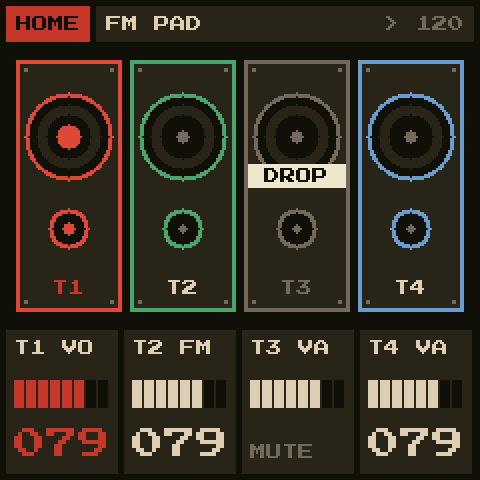 HOME FM PAD > 120
DROP
T1 T2 T3 T4
T1 VO T2 FM T3 VA T4 VA
079 079 MUTE 079